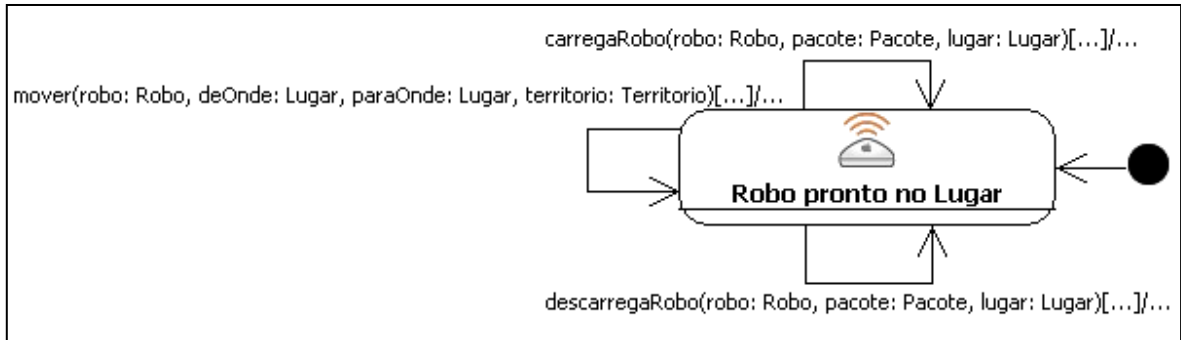 carregaRobo(robo: Robo, pacote: Pacote, lugar: Lugar)[...]/...
mover(robo: Robo, deOnde: Lugar, paraOnde: Lugar, territorio: Territorio)[...]/...
Robo pronto no Lugar
descarregaRobo(robo: Robo, pacote: Pacote, lugar: Lugar)[...]/...